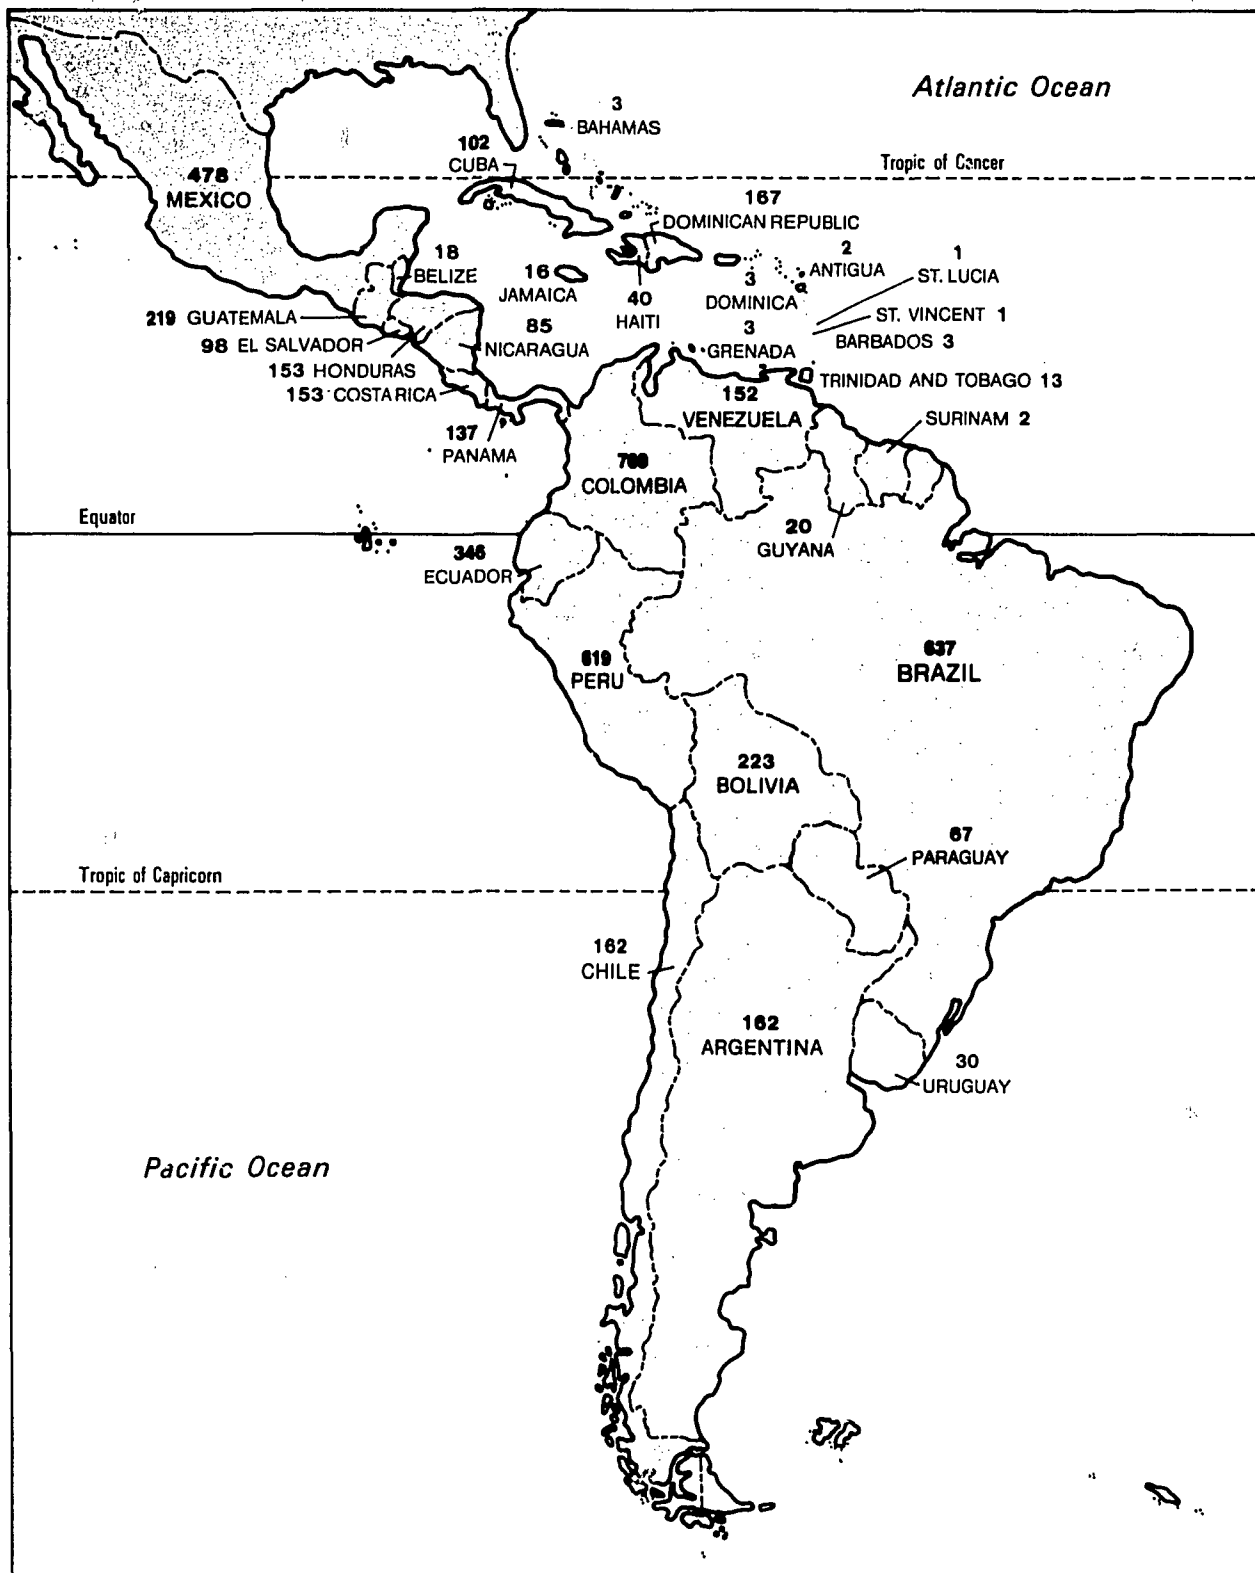 Atlantic Ocean
3
BAHAMAS
102
CUBA
Tropic of Cancer
478
MEXICO
167
DOMINICAN REPUBLIC
18
BELIZE
16
JAMAICA
40
HAITI
3
DOMINICA
2
ANTIGUA
1
ST. LUCIA
ST. VINCENT 1
BARBADOS 3
219 GUATEMALA
98 EL SALVADOR
153 HONDURAS
153 COSTA RICA
85
NICARAGUA
3
GRENADA
TRINIDAD AND TOBAGO 13
137
PANAMA
152
VENEZUELA
SURINAM 2
COLOMBIA
Equator
20
GUYANA
346
ECUADOR
619
PERU
637
BRAZIL
223
BOLIVIA
67
PARAGUAY
Tropic of Capricorn
162
CHILE
162
ARGENTINA
30
URUGUAY
Pacific Ocean